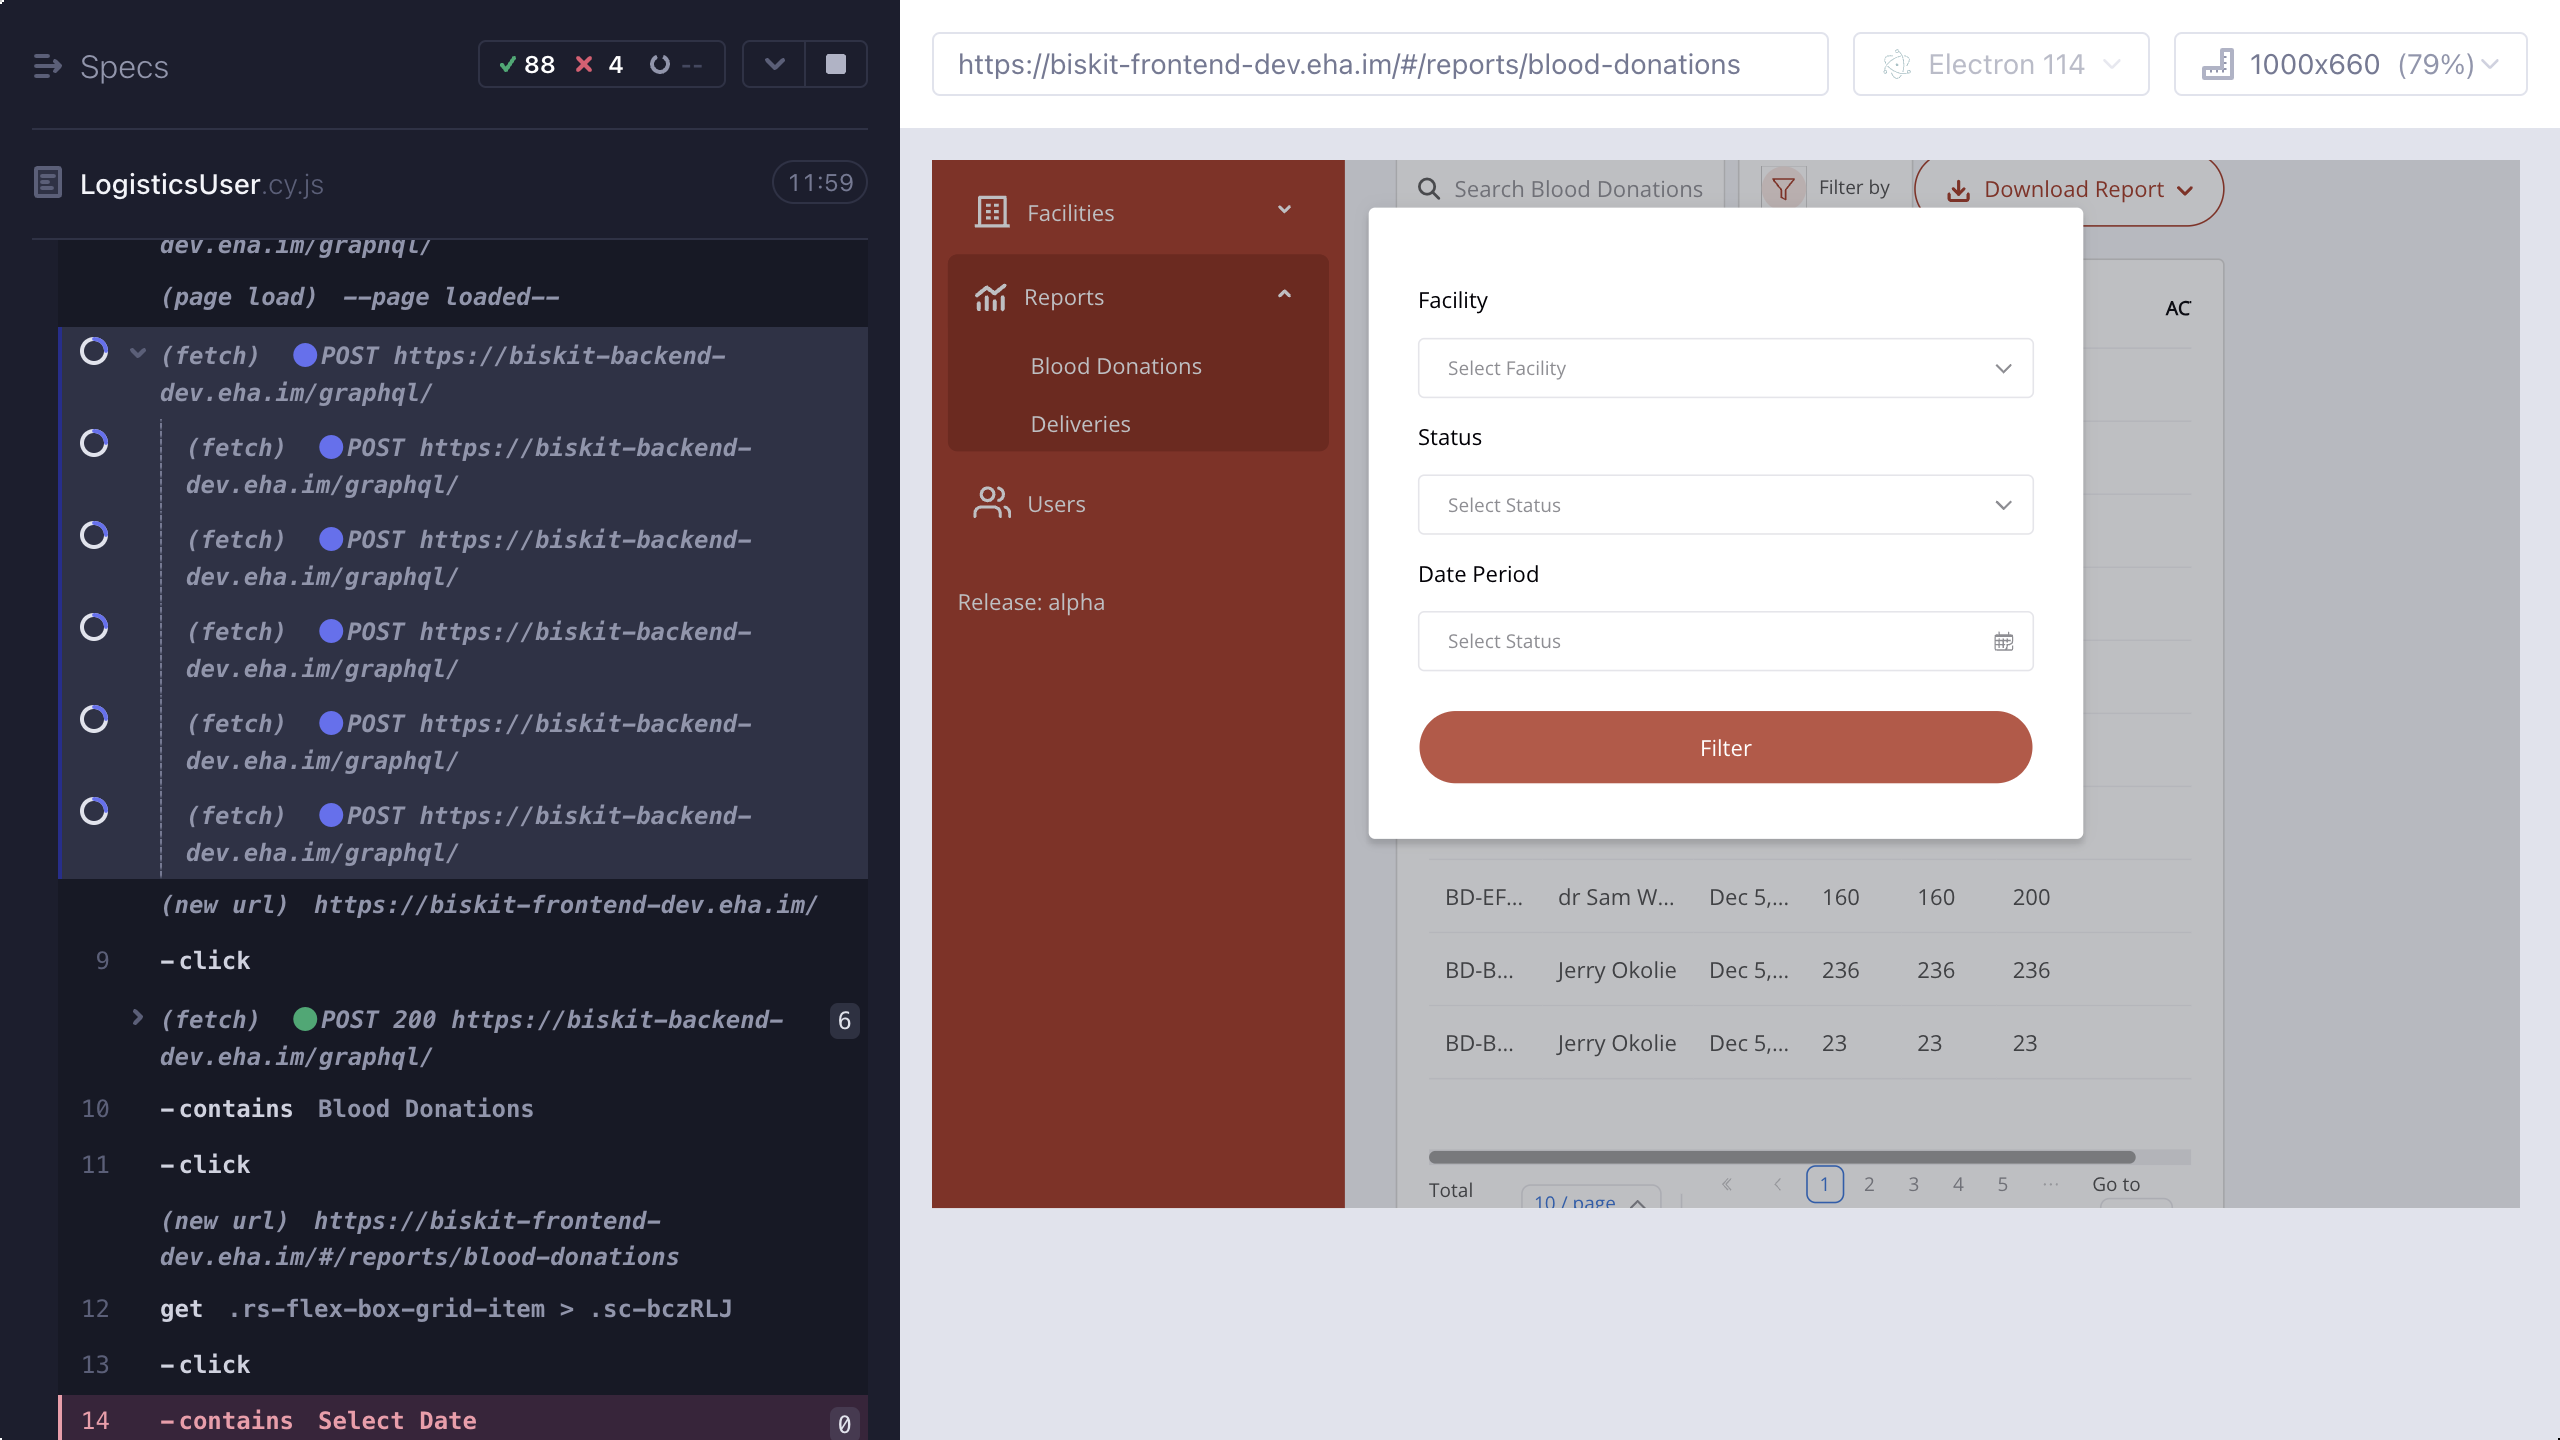 Specs
88 4 --
LogisticsUser.cy.js
11:59
dev.eha.im/graphql/
(page load) --page loaded--
(fetch) POST https://biskit-backend-
dev.eha.im/graphql/
(fetch) POST https://biskit-backend-
dev.eha.im/graphql/
(fetch) POST https://biskit-backend-
dev.eha.im/graphql/
(fetch) POST https://biskit-backend-
dev.eha.im/graphql/
(fetch) POST https://biskit-backend-
dev.eha.im/graphql/
(fetch) POST https://biskit-backend-
dev.eha.im/graphql/
(new url) https://biskit-frontend-dev.eha.im/
9 -click
(fetch) POST 200 https://biskit-backend- 6
dev.eha.im/graphql/
10 -contains Blood Donations
11 -click
(new url) https://biskit-frontend-
dev.eha.im/#/reports/blood-donations
12 get .rs-flex-box-grid-item > .sc-bczRLJ
13 -click
14 -contains Select Date 0
https://biskit-frontend-dev.eha.im/#/reports/blood-donations
Electron 114
1000x660 (79%)
Facilities
Reports
Blood Donations
Deliveries
Users
Release: alpha
Search Blood Donations
Filter by
Download Report
AC
Facility
Select Facility
Status
Select Status
Date Period
Select Status
Filter
BD-EF... dr Sam W... Dec 5,... 160 160 200
BD-B... Jerry Okolie Dec 5,... 236 236 236
BD-B... Jerry Okolie Dec 5,... 23 23 23
Total 10 / page « ‹ 1 2 3 4 5 ··· Go to